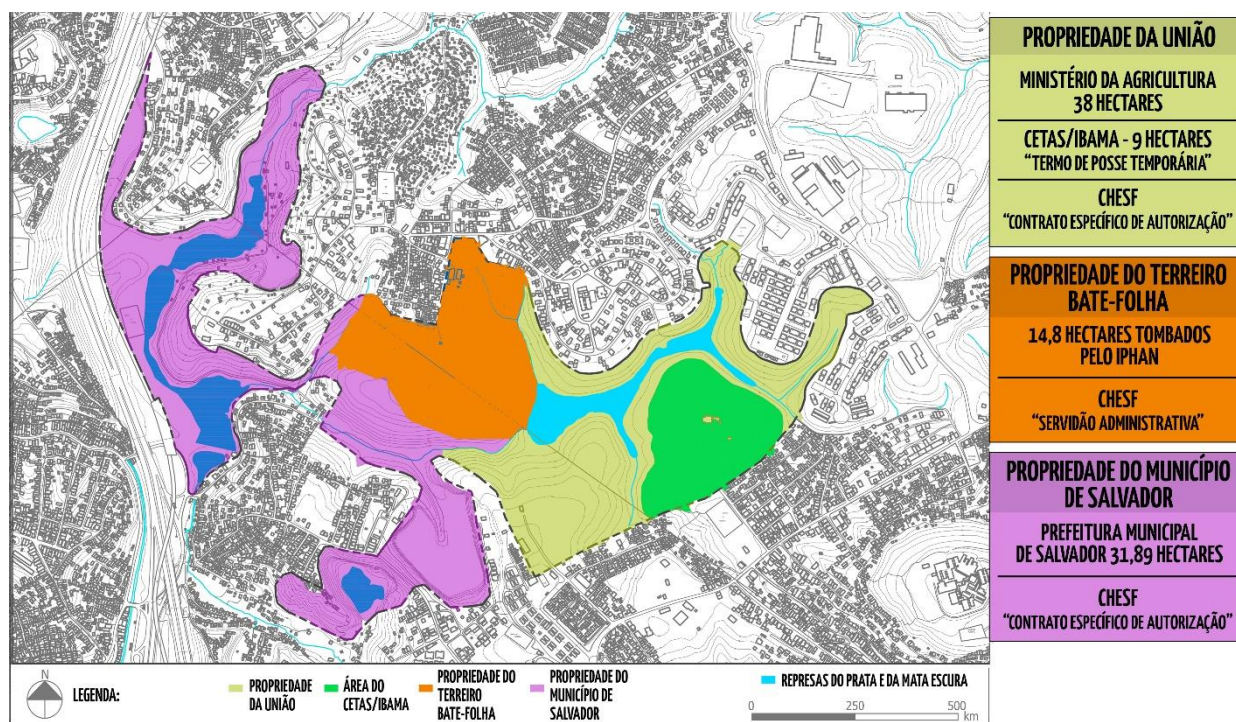 PROPRIEDADE DA UNIÃO
MINISTÉRIO DA AGRICULTURA
38 HECTARES
CETAS/IBAMA - 9 HECTARES
“TERMO DE POSSE TEMPORÁRIA”
CHESF
“CONTRATO ESPECÍFICO DE AUTORIZAÇÃO”
PROPRIEDADE DO TERREIRO
BATE-FOLHA
14,8 HECTARES TOMBADOS
PELO IPHAN
CHESF
“SERVIDÃO ADMINISTRATIVA”
PROPRIEDADE DO MUNICÍPIO
DE SALVADOR
PREFEITURA MUNICIPAL
DE SALVADOR 31,89 HECTARES
CHESF
“CONTRATO ESPECÍFICO DE AUTORIZAÇÃO”
N
LEGENDA:
PROPRIEDADE
DA UNIÃO
ÁREA DO
CETAS/IBAMA
PROPRIEDADE DO
TERREIRO
BATE-FOLHA
PROPRIEDADE DO
MUNICÍPIO DE
SALVADOR
REPRESAS DO PRATA E DA MATA ESCURA
0 250 500
km